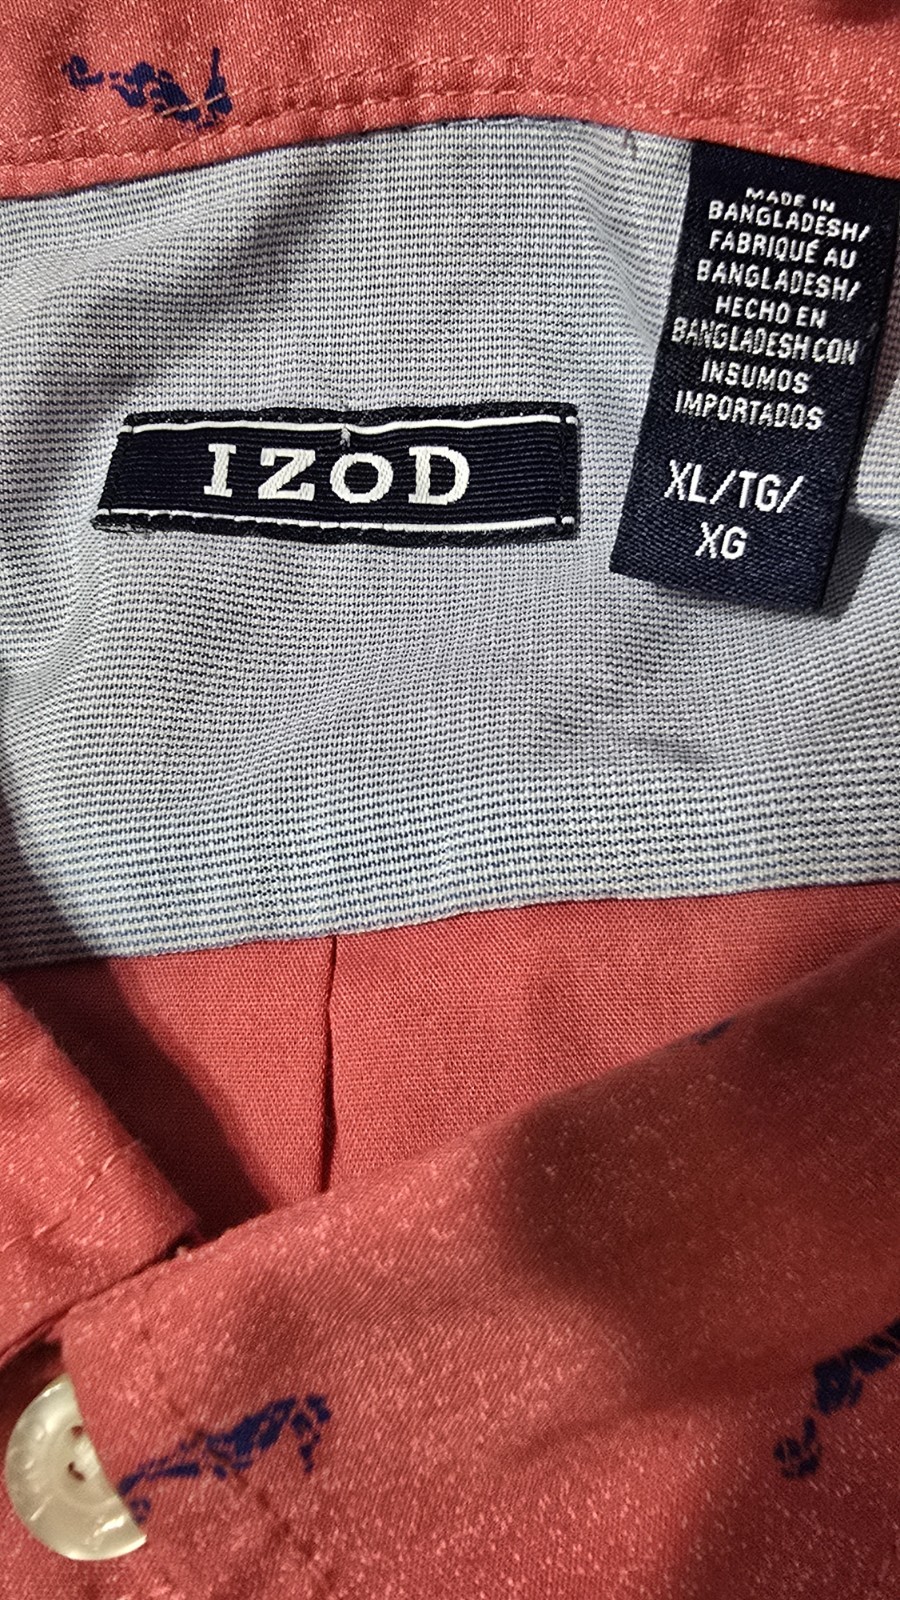 IZOD
MADE IN
BANGLADESH/
FABRIQUÉ AU
BANGLADESH/
HECHO EN
BANGLADESH CON
INSUMOS
IMPORTADOS
XL/TG/
XG